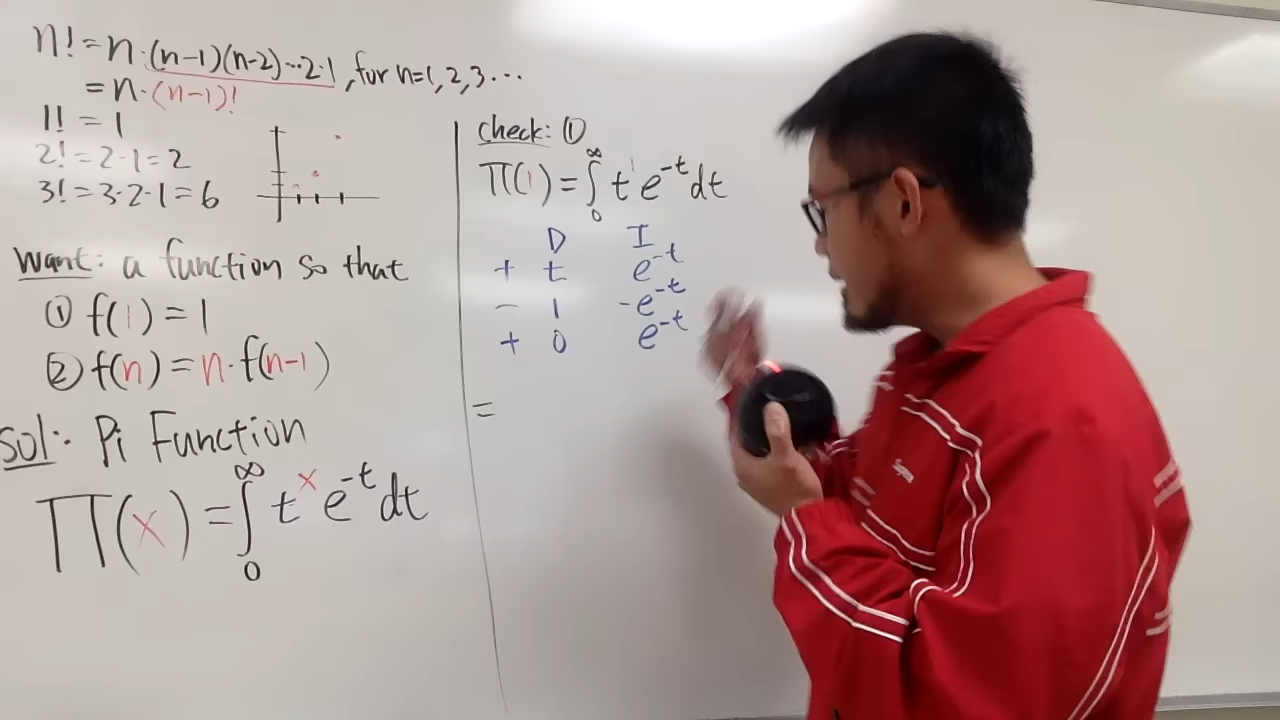 n! = n·(n-1)(n-2)···2·1, for n=1,2,3···
= n·(n-1)!
1! = 1
2! = 2·1 = 2
3! = 3·2·1 = 6
Want: a function so that
① f(1) = 1
② f(n) = n·f(n-1)
Sol: Pi Function
Π(x) = ∫₀^∞ t^x e^-t dt
check: ①
Π(1) = ∫₀^∞ t^1 e^-t dt
D I
+ t e^-t
- 1 -e^-t
+ 0 e^-t
=
Supreme